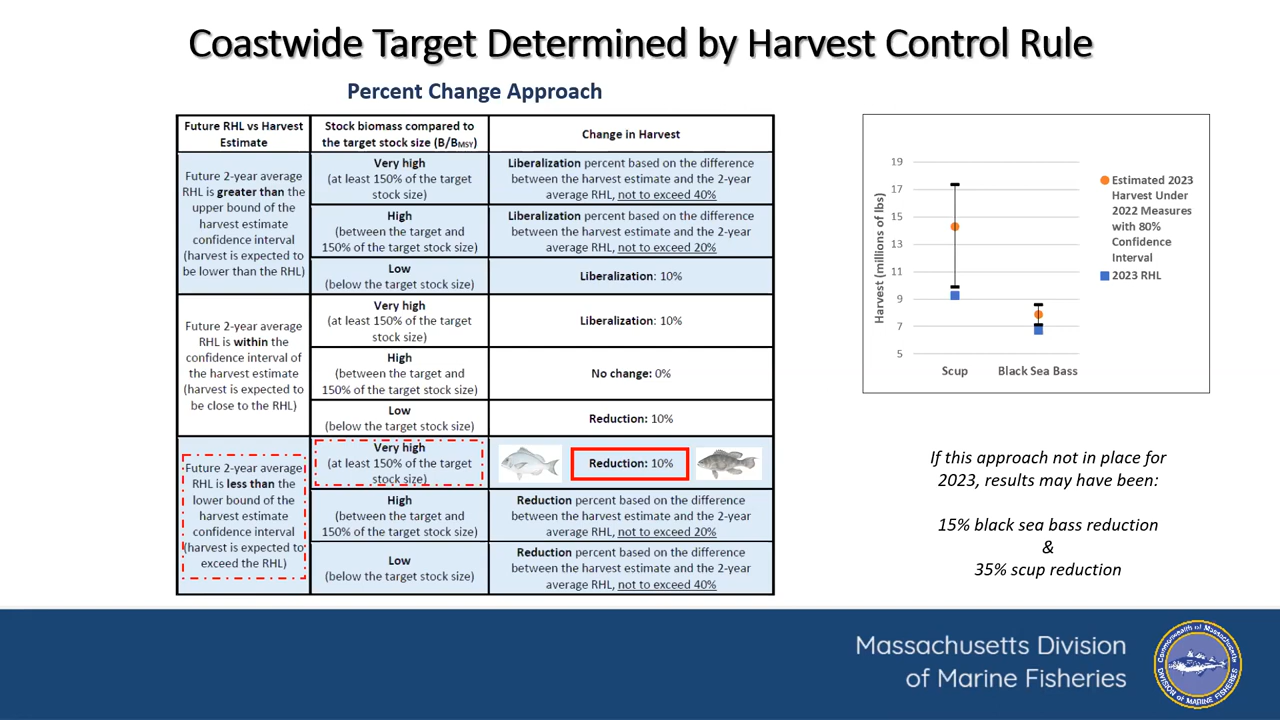 Coastwide Target Determined by Harvest Control Rule
Percent Change Approach
Future RHL vs Harvest
Estimate
Stock biomass compared to
the target stock size (B/BMSY)
Change in Harvest
Future 2-year average
RHL is greater than the
upper bound of the
harvest estimate
confidence interval
(harvest is expected to
be lower than the RHL)
Very high
(at least 150% of the target
stock size)
Liberalization percent based on the difference
between the harvest estimate and the 2-year
average RHL, not to exceed 40%
High
(between the target and
150% of the target stock size)
Liberalization percent based on the difference
between the harvest estimate and the 2-year
average RHL, not to exceed 20%
Low
(below the target stock size)
Liberalization: 10%
Future 2-year average
RHL is within the
confidence interval of
the harvest estimate
(harvest is expected to
be close to the RHL)
Very high
(at least 150% of the target
stock size)
Liberalization: 10%
High
(between the target and
150% of the target stock size)
No change: 0%
Low
(below the target stock size)
Reduction: 10%
Future 2-year average
RHL is less than the
lower bound of the
harvest estimate
confidence interval
(harvest is expected to
exceed the RHL)
Very high
(at least 150% of the target
stock size)
Reduction: 10%
High
(between the target and
150% of the target stock size)
Reduction percent based on the difference
between the harvest estimate and the 2-year
average RHL, not to exceed 20%
Low
(below the target stock size)
Reduction percent based on the difference
between the harvest estimate and the 2-year
average RHL, not to exceed 40%
Harvest (millions of lbs)
19
17
15
13
11
9
7
5
Scup
Black Sea Bass
Estimated 2023
Harvest Under
2022 Measures
with 80%
Confidence
Interval
2023 RHL
If this approach not in place for
2023, results may have been:
15% black sea bass reduction
&
35% scup reduction
Massachusetts Division
of Marine Fisheries
Commonwealth of Massachusetts
DIVISION of MARINE FISHERIES